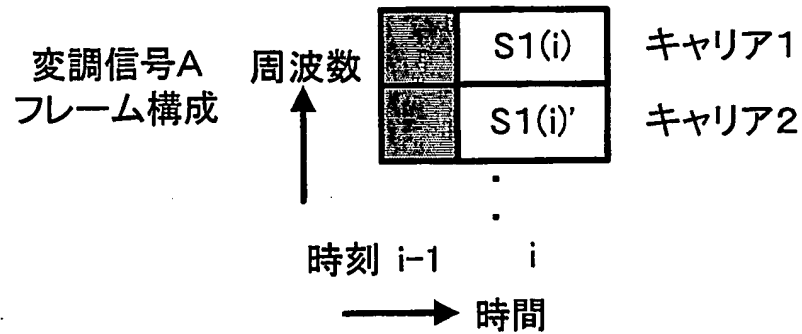 変調信号A
フレーム構成
周波数
S1(i)
キャリア1
S1(i)'
キャリア2
時刻 i-1 i
時間